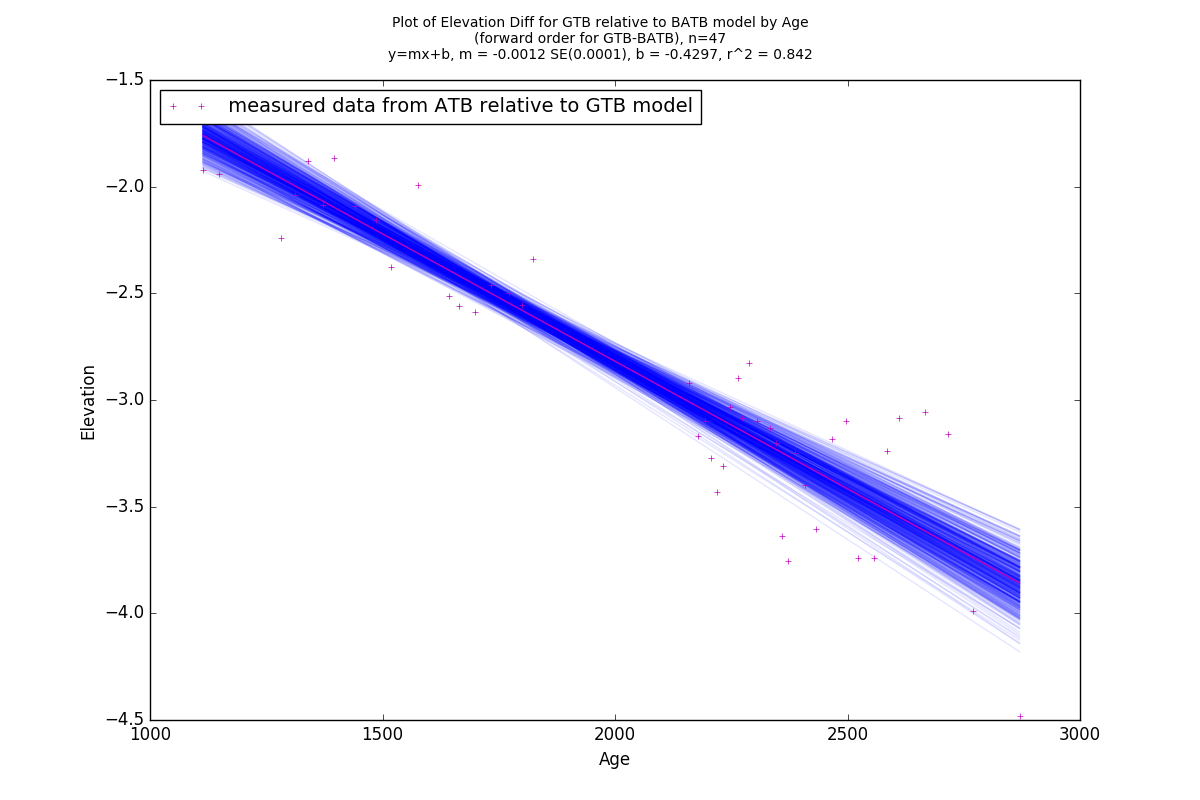 Plot of Elevation Diff for GTB relative to BATB model by Age
(forward order for GTB-BATB), n=47
y=mx+b, m = -0.0012 SE(0.0001), b = -0.4297, r^2 = 0.842
measured data from ATB relative to GTB model
−1.5
−2.0
−2.5
−3.0
−3.5
−4.0
−4.5
Elevation
1000 1500 2000 2500 3000
Age